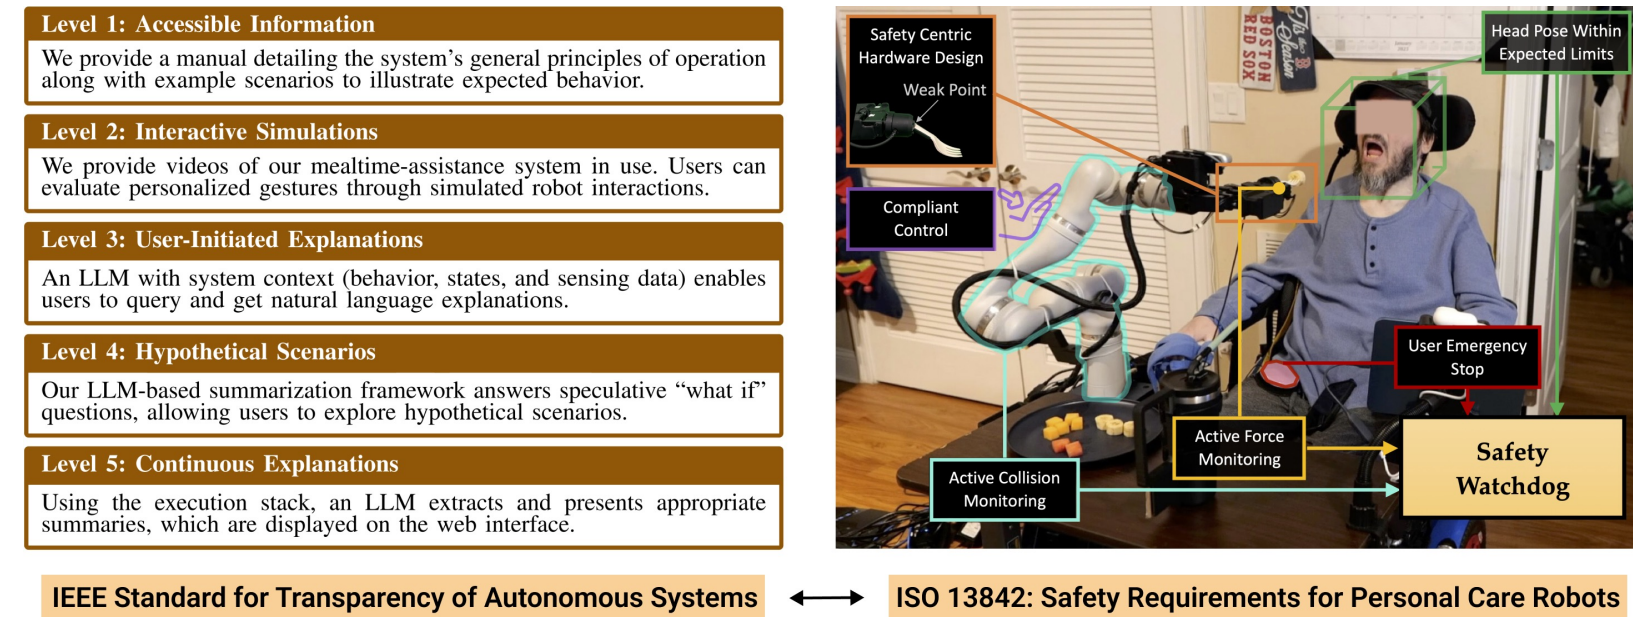 Level 1: Accessible Information
We provide a manual detailing the system's general principles of operation
along with example scenarios to illustrate expected behavior.
Level 2: Interactive Simulations
We provide videos of our mealtime-assistance system in use. Users can
evaluate personalized gestures through simulated robot interactions.
Level 3: User-Initiated Explanations
An LLM with system context (behavior, states, and sensing data) enables
users to query and get natural language explanations.
Level 4: Hypothetical Scenarios
Our LLM-based summarization framework answers speculative “what if”
questions, allowing users to explore hypothetical scenarios.
Level 5: Continuous Explanations
Using the execution stack, an LLM extracts and presents appropriate
summaries, which are displayed on the web interface.
Safety Centric
Hardware Design
Weak Point
Compliant
Control
BOSTON
RED SOX
Season
Head Pose Within
Expected Limits
User Emergency
Stop
Active Force
Monitoring
Active Collision
Monitoring
Safety
Watchdog
IEEE Standard for Transparency of Autonomous Systems
ISO 13842: Safety Requirements for Personal Care Robots